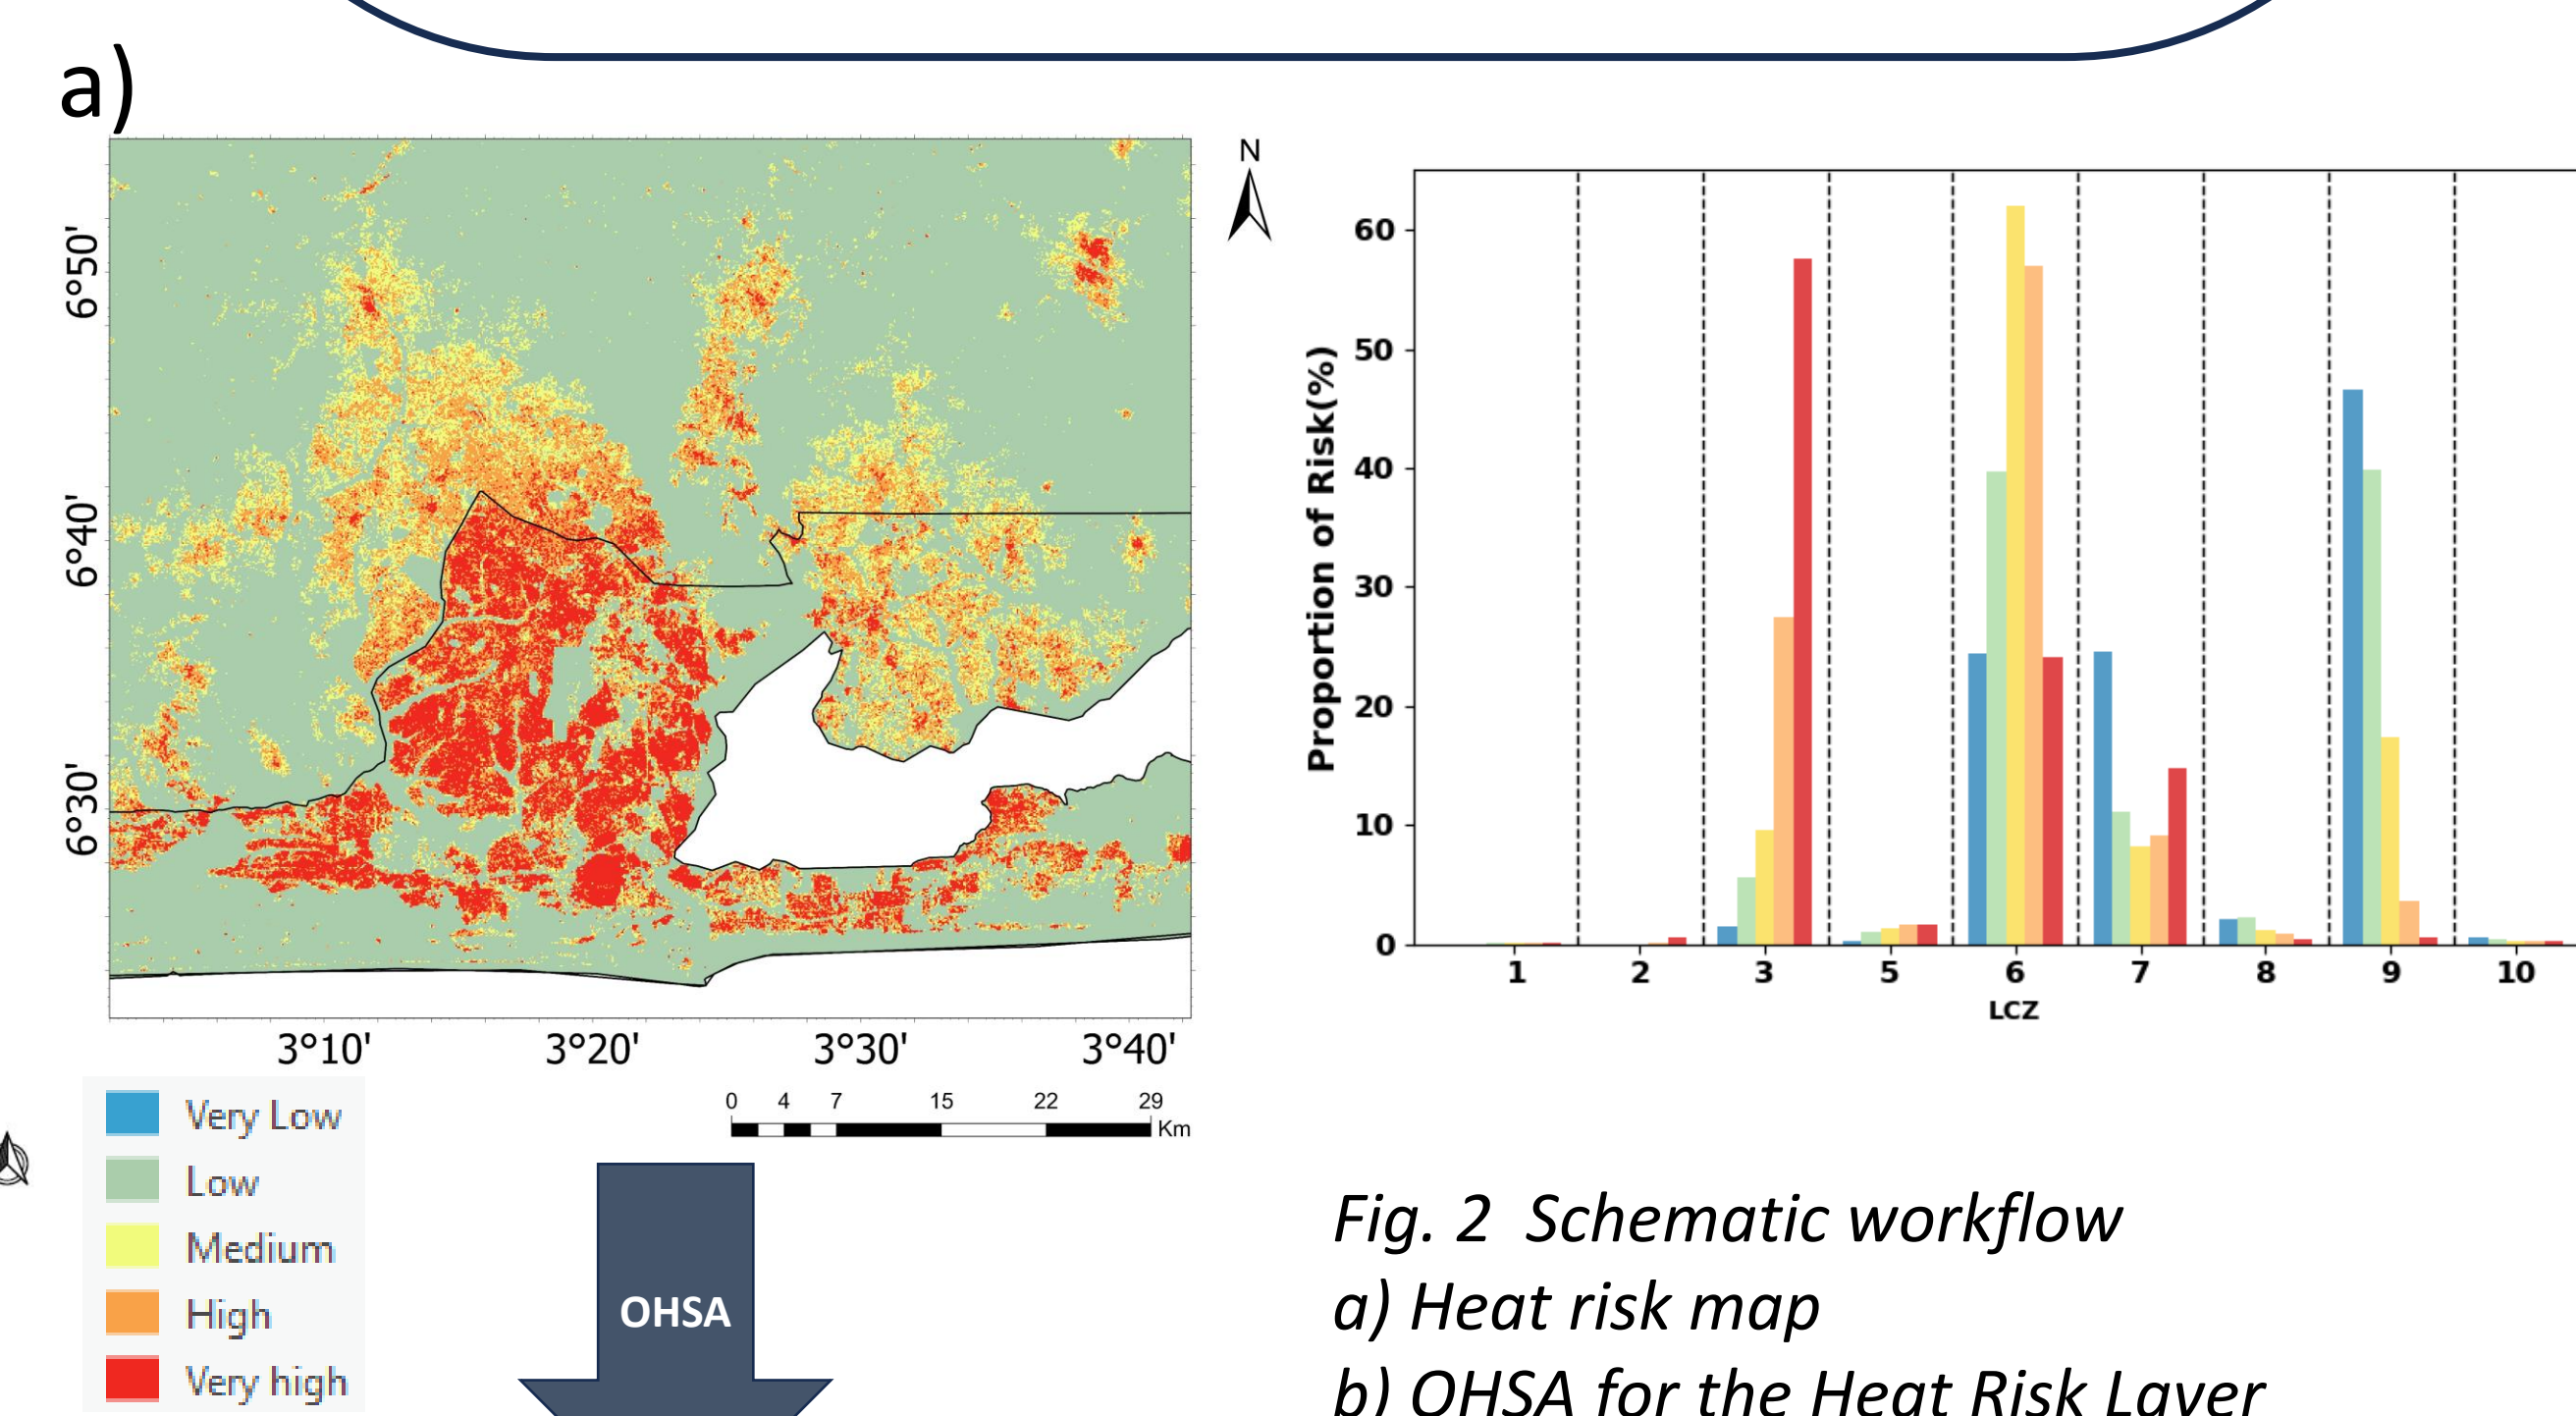 a)
N
6°50'
6°40'
6°30'
3°10' 3°20' 3°30' 3°40'
0 4 7 15 22 29
Km
Very Low
Low
Medium
High
Very high
OHSA
Proportion of Risk(%)
60
50
40
30
20
10
0
1 2 3 5 6 7 8 9 10
LCZ
Fig. 2 Schematic workflow
a) Heat risk map
b) OHSA for the Heat Risk Layer